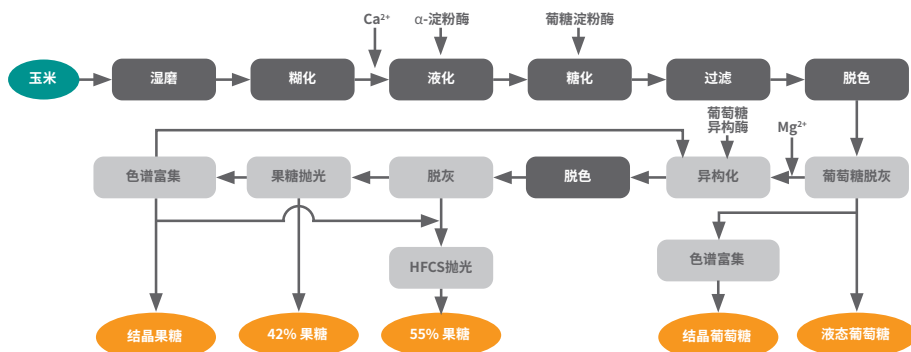 Ca²⁺
α-淀粉酶
葡糖淀粉酶
玉米
湿磨
糊化
液化
糖化
过滤
脱色
葡萄糖
异构酶
Mg²⁺
色谱富集
果糖抛光
脱灰
脱色
异构化
葡萄糖脱灰
HFCS抛光
色谱富集
结晶果糖
42% 果糖
55% 果糖
结晶葡萄糖
液态葡萄糖